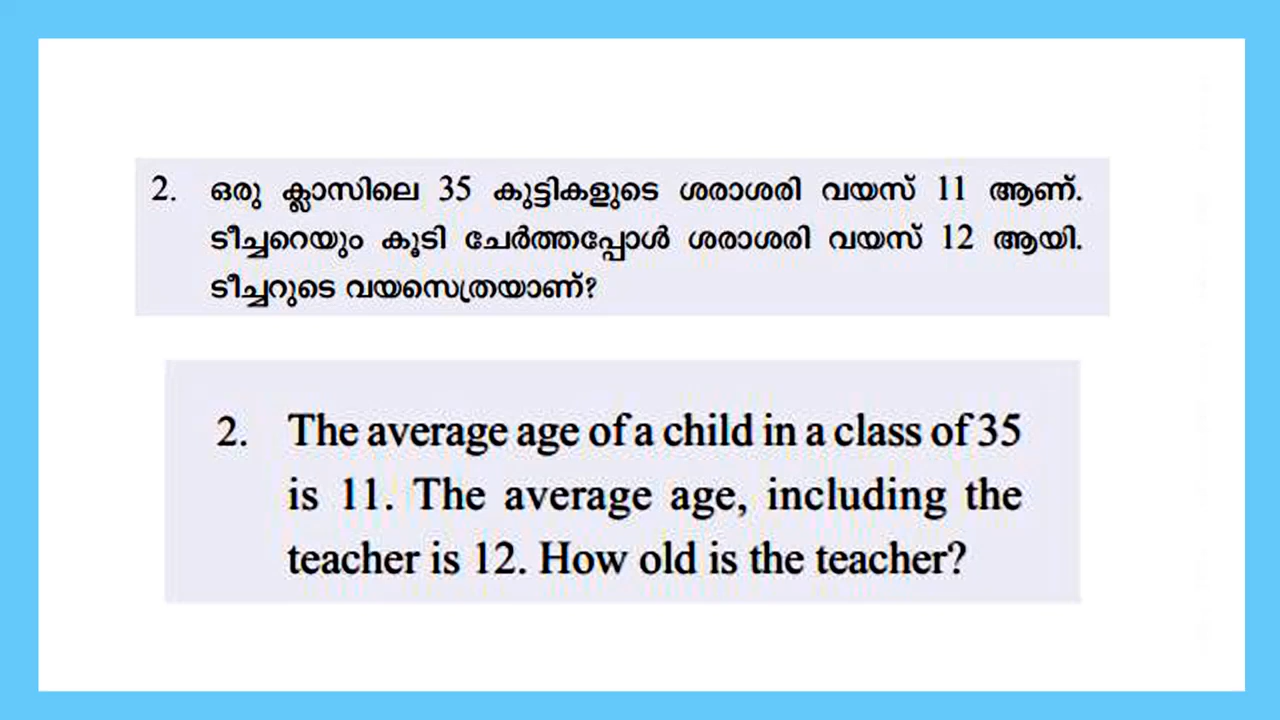 2. ഒരു ക്ലാസിലെ 35 കുട്ടികളുടെ ശരാശരി വയസ് 11 ആണ്.
ടീച്ചറെയും കൂടി ചേർത്തപ്പോൾ ശരാശരി വയസ് 12 ആയി.
ടീച്ചറുടെ വയസെത്രയാണ്?
2. The average age of a child in a class of 35
is 11. The average age, including the
teacher is 12. How old is the teacher?